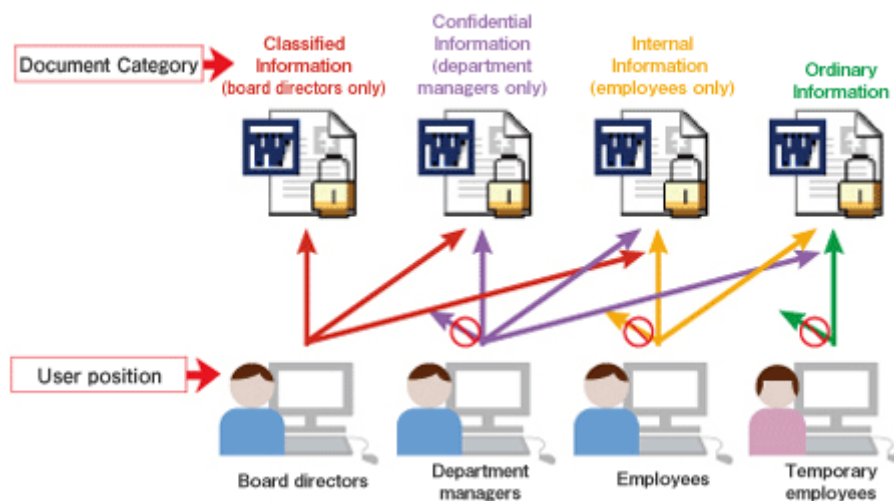 Document Category
Classified
Information
(board directors only)
Confidential
Information
(department
managers only)
Internal
Information
(employees only)
Ordinary
Information
W
W
W
W
User position
Board directors
Department
managers
Employees
Temporary
employees